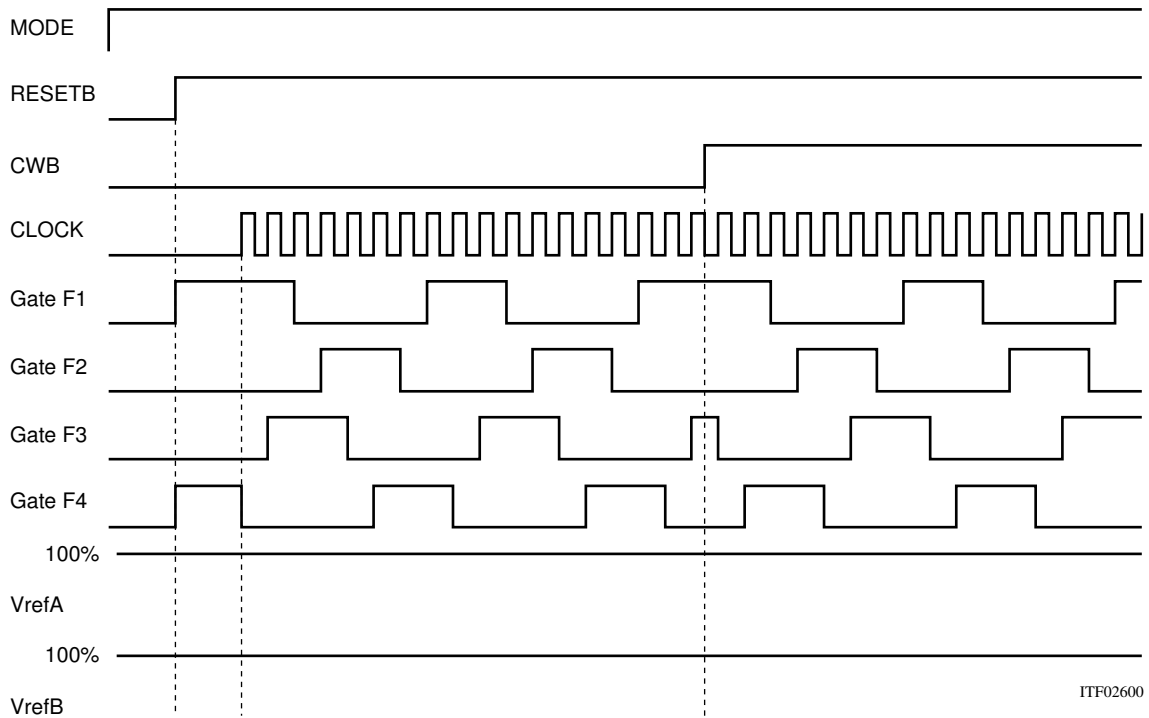 MODE
RESETB
CWB
CLOCK
Gate F1
Gate F2
Gate F3
Gate F4
100%
VrefA
100%
VrefB
ITF02600